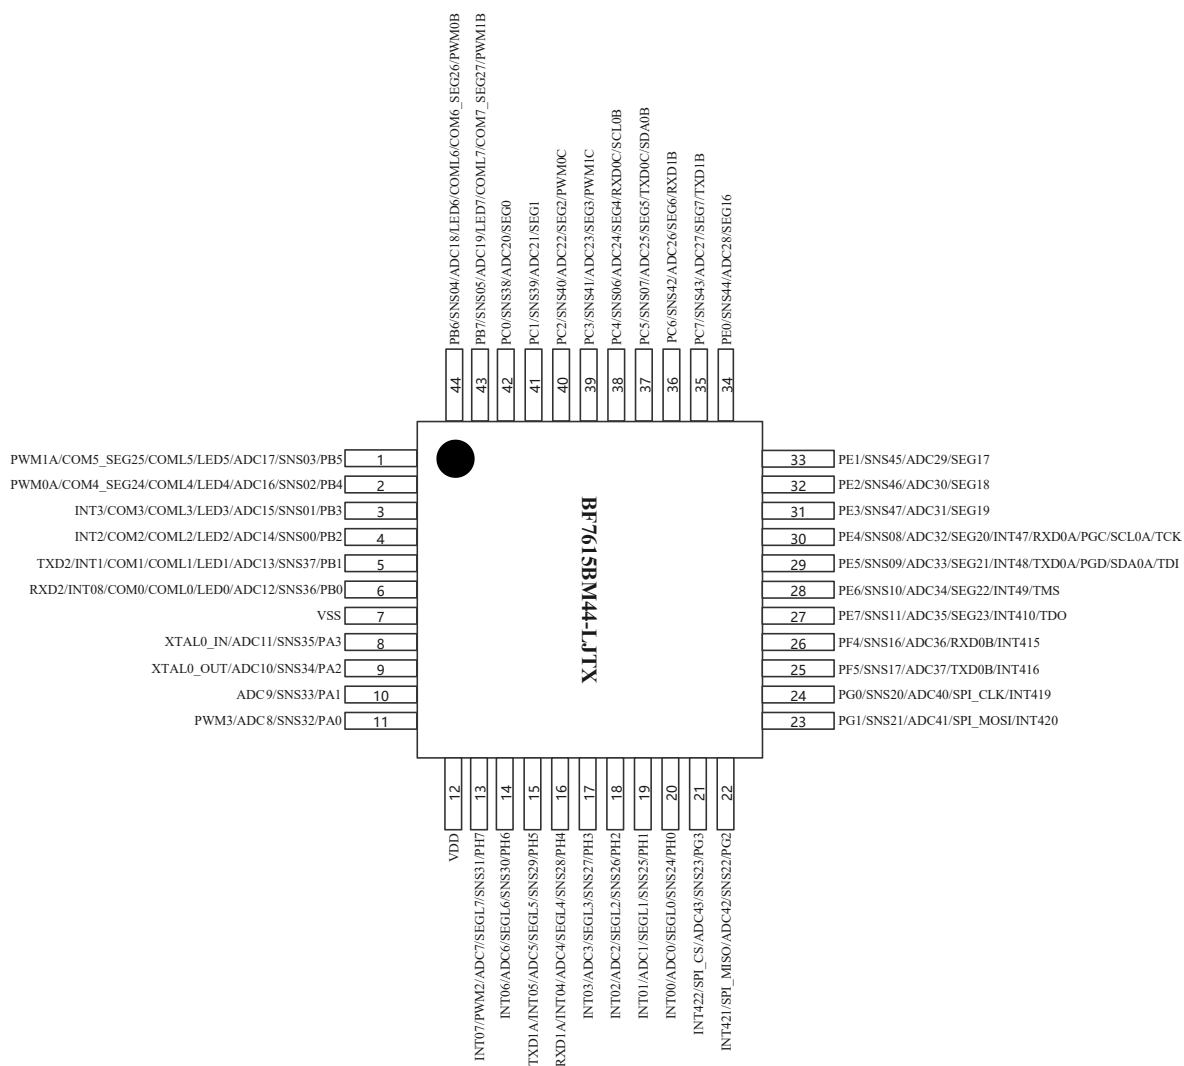 PB6/SNS04/ADC18/LED6/COML6/COM6_SEG26/PWM0B
PB7/SNS05/ADC19/LED7/COML7/COM7_SEG27/PWM1B
PC0/SNS38/ADC20/SEG0
PC1/SNS39/ADC21/SEG1
PC2/SNS40/ADC22/SEG2/PWM0C
PC3/SNS41/ADC23/SEG3/PWM1C
PC4/SNS06/ADC24/SEG4/RXD0C/SCL0B
PC5/SNS07/ADC25/SEG5/TXD0C/SDA0B
PC6/SNS42/ADC26/SEG6/RXD1B
PC7/SNS43/ADC27/SEG7/TXD1B
PE0/SNS44/ADC28/SEG16
44
43
42
41
40
39
38
37
36
35
34
PWM1A/COM5_SEG25/COML5/LED5/ADC17/SNS03/PB5 1
PWM0A/COM4_SEG24/COML4/LED4/ADC16/SNS02/PB4 2
INT3/COM3/COML3/LED3/ADC15/SNS01/PB3 3
INT2/COM2/COML2/LED2/ADC14/SNS00/PB2 4
TXD2/INT1/COM1/COML1/LED1/ADC13/SNS37/PB1 5
RXD2/INT08/COM0/COML0/LED0/ADC12/SNS36/PB0 6
VSS 7
XTAL0_IN/ADC11/SNS35/PA3 8
XTAL0_OUT/ADC10/SNS34/PA2 9
ADC9/SNS33/PA1 10
PWM3/ADC8/SNS32/PA0 11
BF7615BM44-LJTX
33 PE1/SNS45/ADC29/SEG17
32 PE2/SNS46/ADC30/SEG18
31 PE3/SNS47/ADC31/SEG19
30 PE4/SNS08/ADC32/SEG20/INT47/RXD0A/PGC/SCL0A/TCK
29 PE5/SNS09/ADC33/SEG21/INT48/TXD0A/PGD/SDA0A/TDI
28 PE6/SNS10/ADC34/SEG22/INT49/TMS
27 PE7/SNS11/ADC35/SEG23/INT410/TDO
26 PF4/SNS16/ADC36/RXD0B/INT415
25 PF5/SNS17/ADC37/TXD0B/INT416
24 PG0/SNS20/ADC40/SPI_CLK/INT419
23 PG1/SNS21/ADC41/SPI_MOSI/INT420
12
13
14
15
16
17
18
19
20
21
22
VDD
INT07/PWM2/ADC7/SEGL7/SNS31/PH7
INT06/ADC6/SEGL6/SNS30/PH6
TXD1A/INT05/ADC5/SEGL5/SNS29/PH5
RXD1A/INT04/ADC4/SEGL4/SNS28/PH4
INT03/ADC3/SEGL3/SNS27/PH3
INT02/ADC2/SEGL2/SNS26/PH2
INT01/ADC1/SEGL1/SNS25/PH1
INT00/ADC0/SEGL0/SNS24/PH0
INT422/SPI_CS/ADC43/SNS23/PG3
INT421/SPI_MISO/ADC42/SNS22/PG2